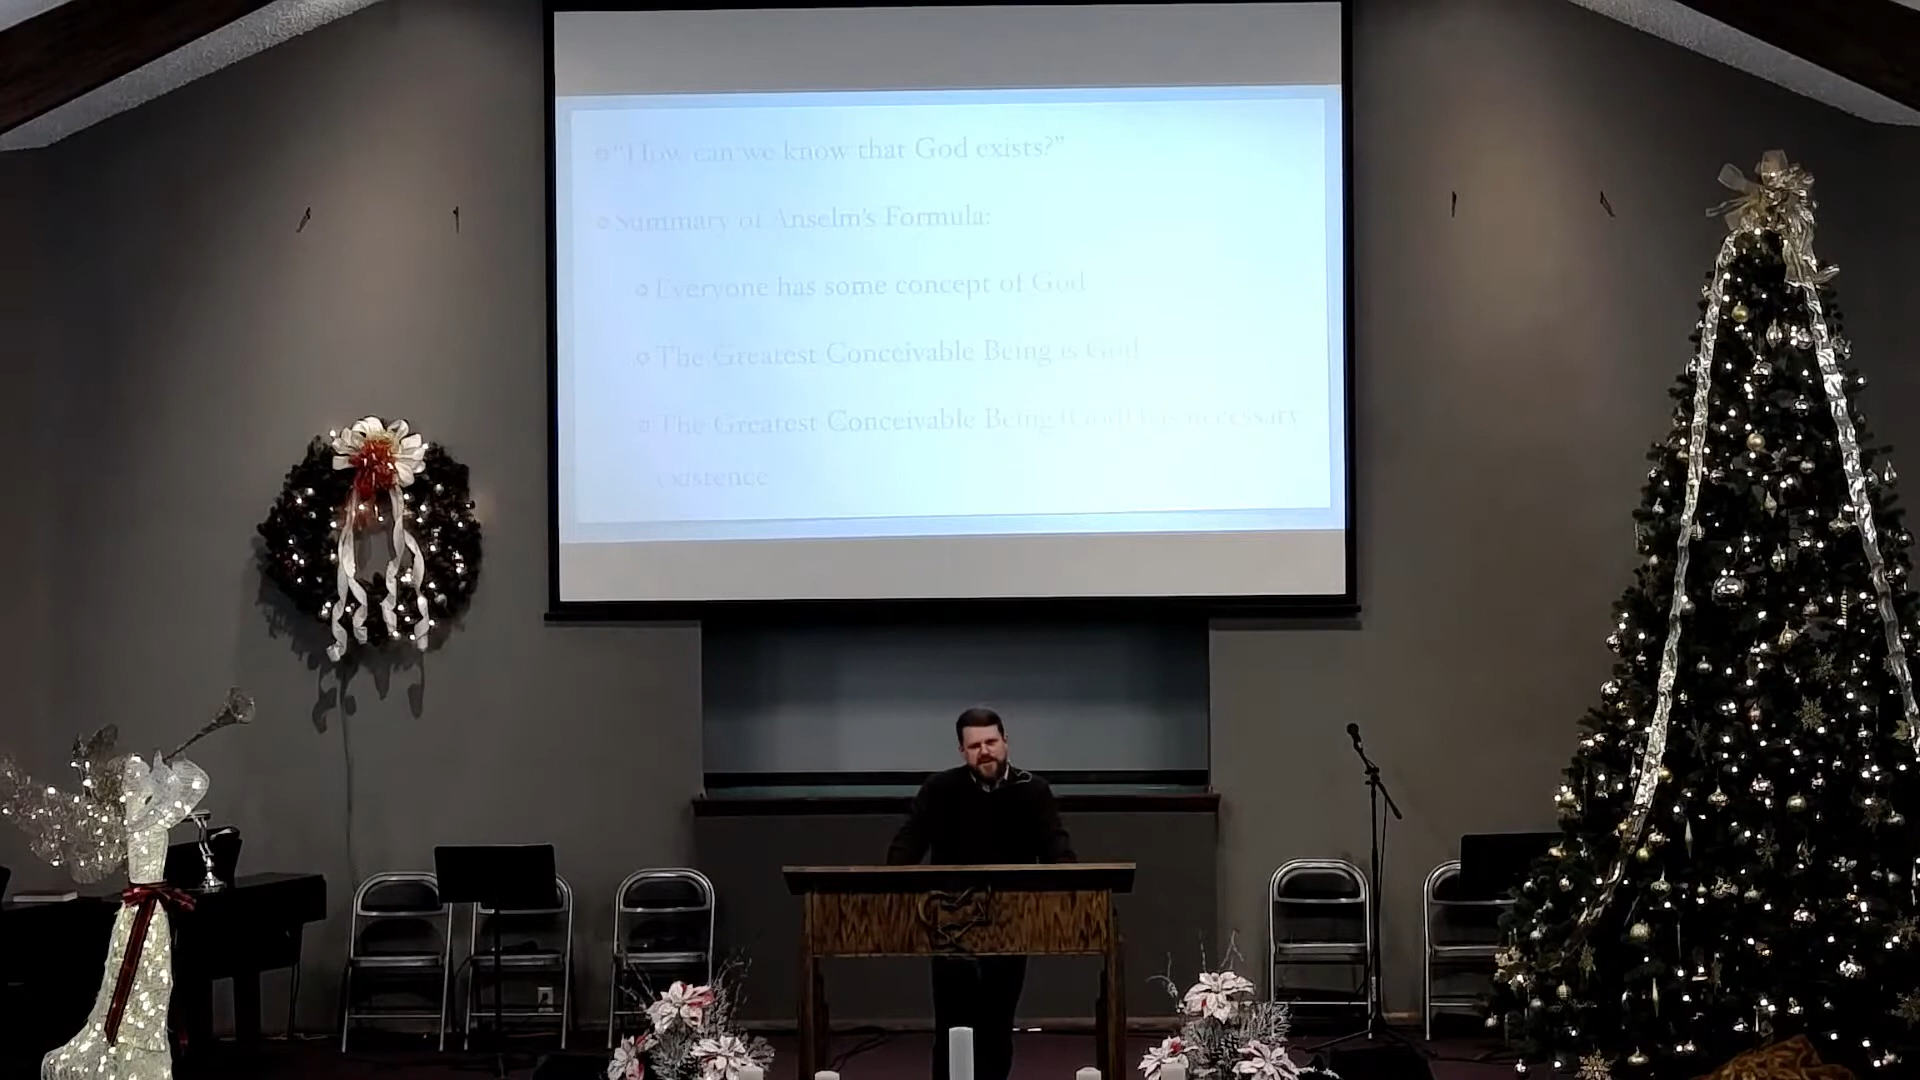 "How can we know that God exists?"
Summary of Anselm's Formula:
Everyone has some concept of God
The Greatest Conceivable Being is God
The Greatest Conceivable Being (God) has necessary
existence